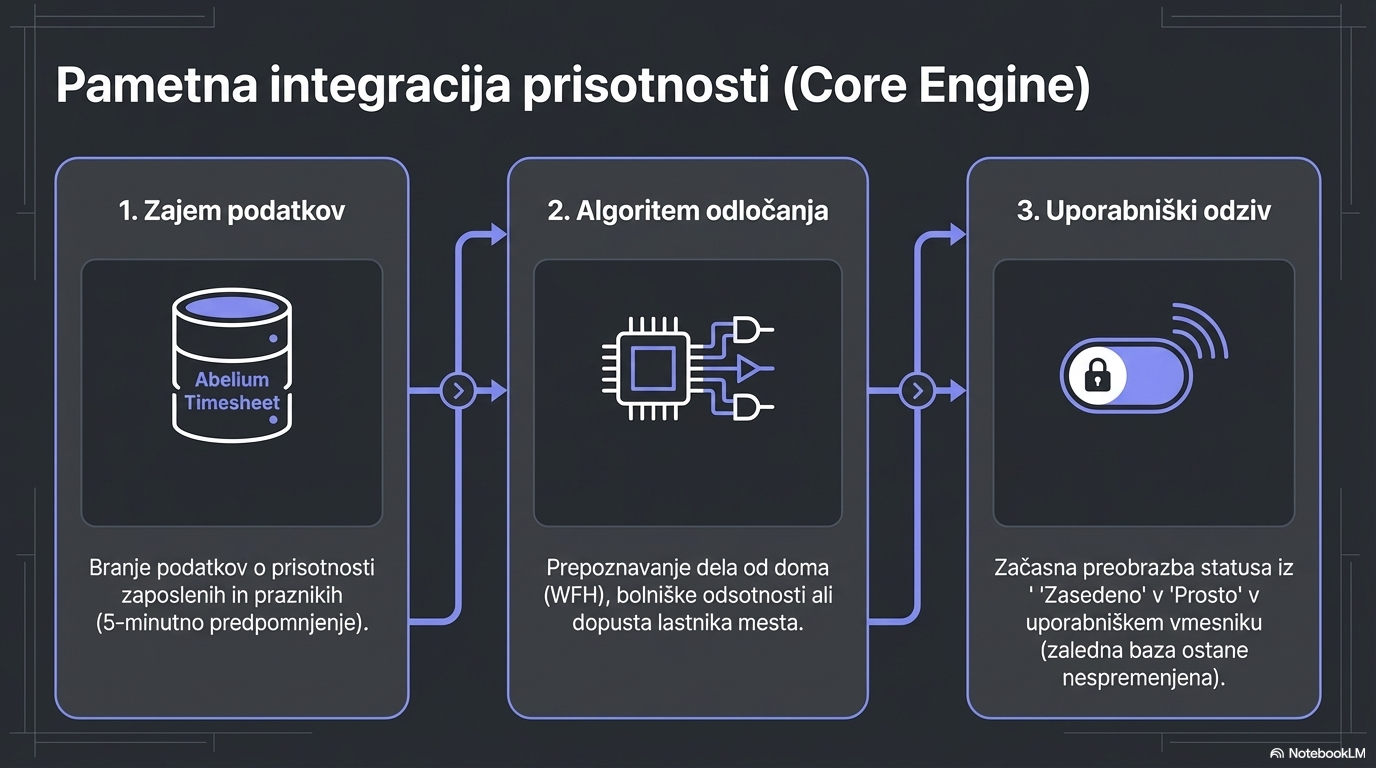 Pametna integracija prisotnosti (Core Engine)
1. Zajem podatkov
Abelium
Timesheet
Branje podatkov o prisotnosti
zaposlenih in praznikih
(5-minutno predpomnjenje).
2. Algoritem odločanja
Prepoznavanje dela od doma
(WFH), bolniške odsotnosti ali
dopusta lastnika mesta.
3. Uporabniški odziv
Začasna preobrazba statusa iz
' 'Zasedeno' v 'Prosto' v
uporabniškem vmesniku
(zaledna baza ostane
nespremenjena).
NotebookLM